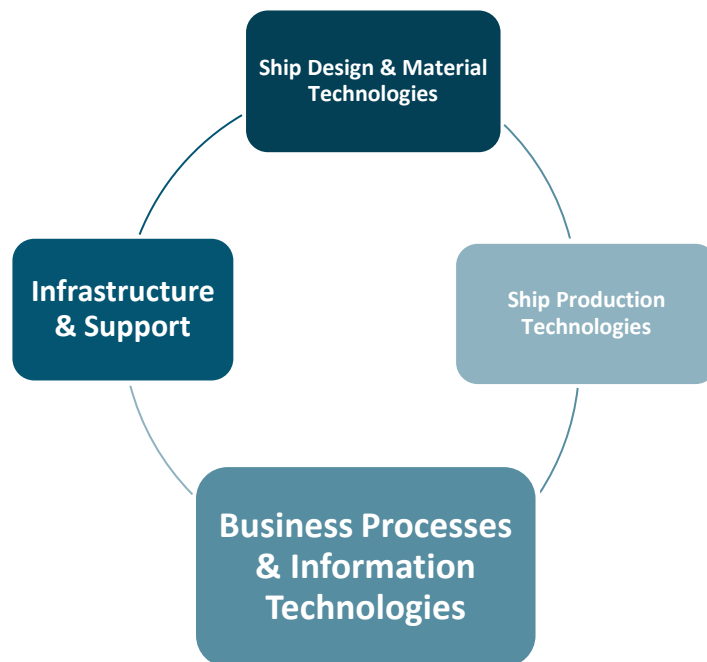 Ship Design & Material
Technologies
Infrastructure
& Support
Ship Production
Technologies
Business Processes
& Information
Technologies